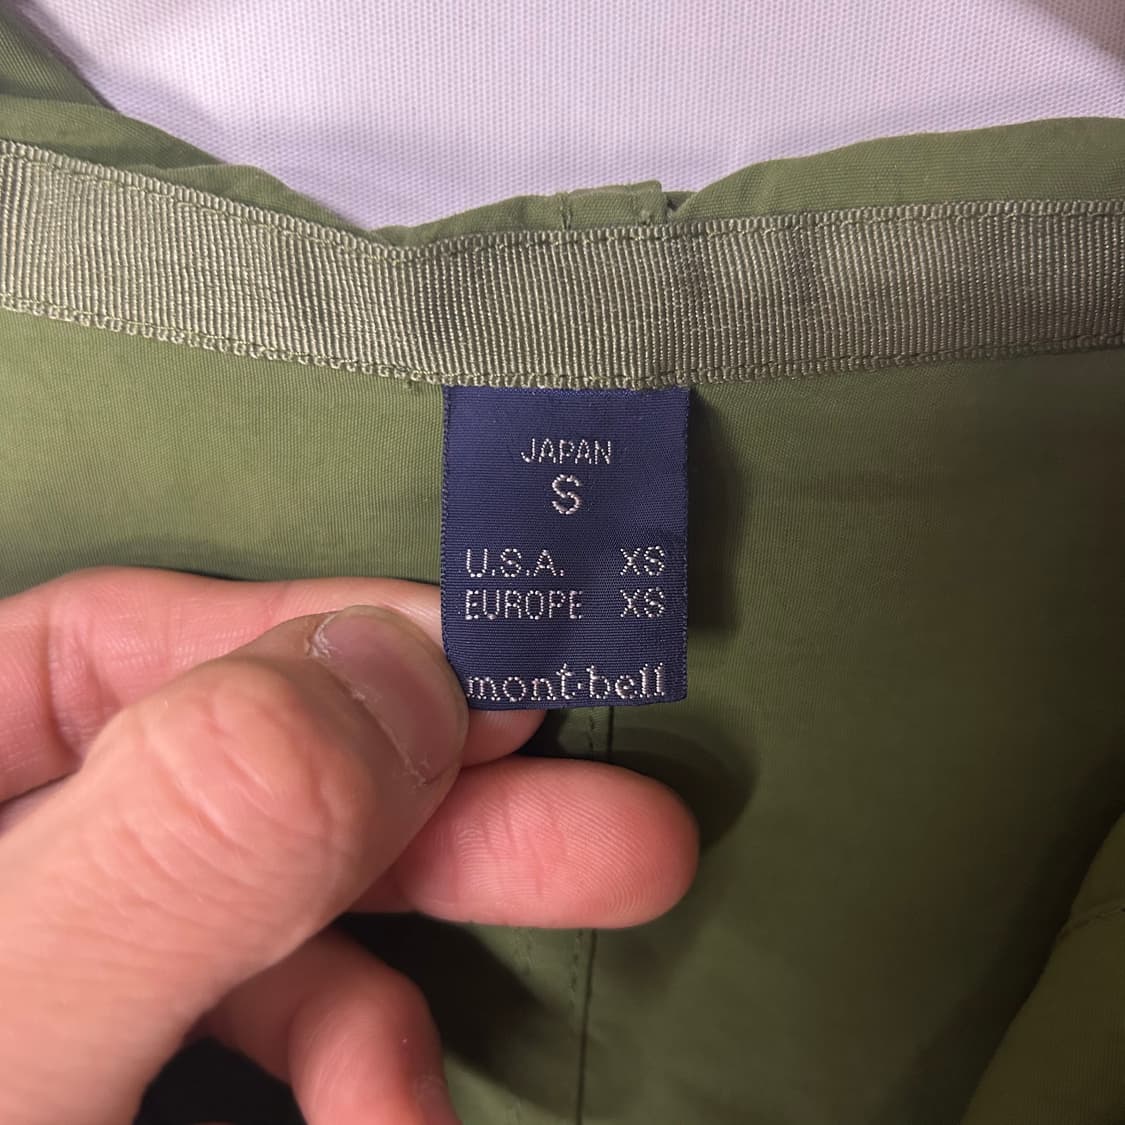 JAPAN
S
U.S.A. XS
EUROPE XS
mont-bell